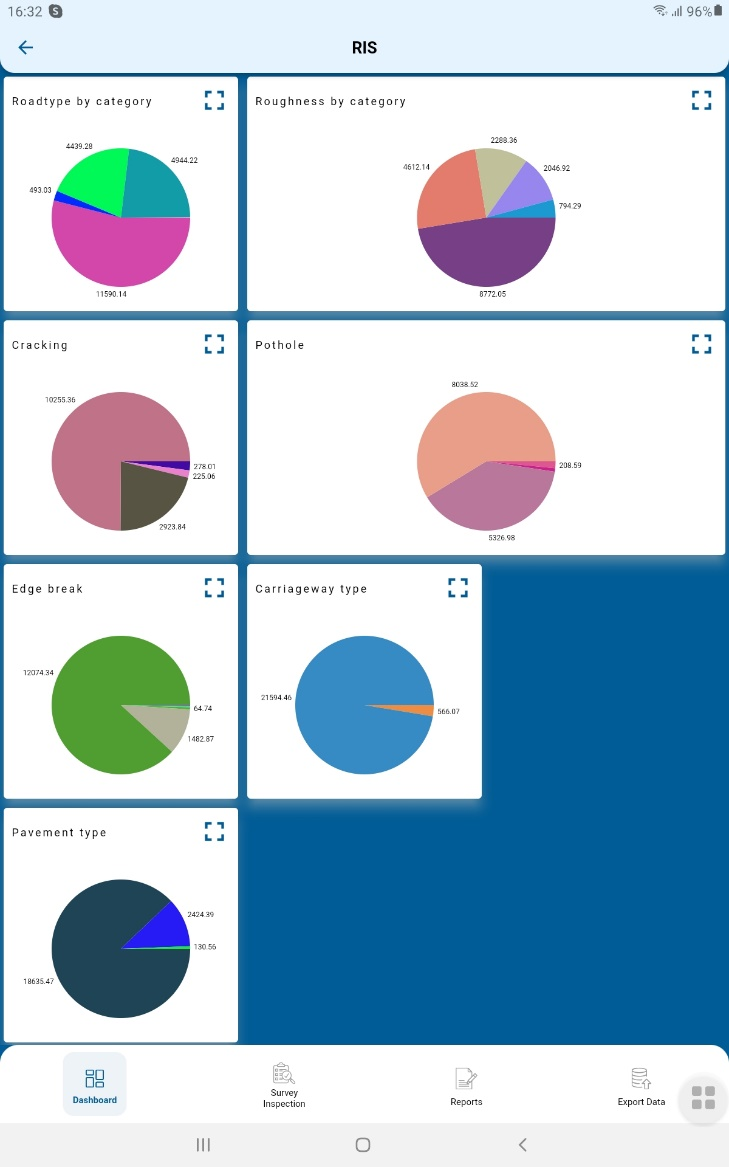 16:32 S 96%
RIS
Roadtype by category
4439.28
4944.22
493.03
11590.14
Roughness by category
2288.36
4612.14
2046.92
794.29
8772.05
Cracking
10255.36
278.01
225.06
2923.84
Pothole
8038.52
208.59
5326.98
Edge break
12074.34
64.74
1482.87
Carriageway type
21594.46
566.07
Pavement type
2424.39
130.56
18635.47
Dashboard
Survey
Inspection
Reports
Export Data